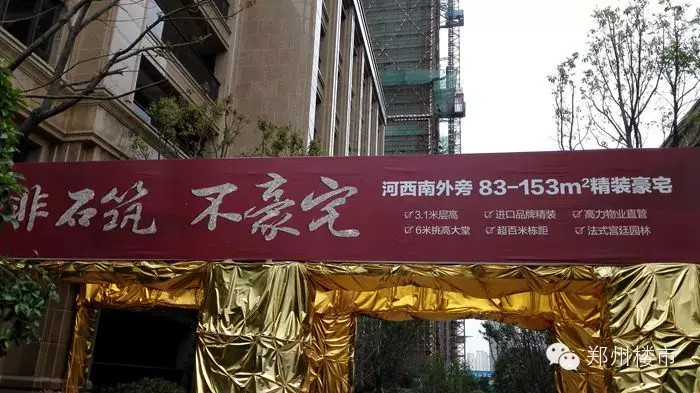 非石筑 不豪宅
河西南外旁 83-153m²精装豪宅
☑ 3.1米层高 ☑ 进口品牌精装 ☑ 高力物业直管
☑ 6米挑高大堂 ☑ 超百米栋距 ☑ 法式宫廷园林
郑州楼市